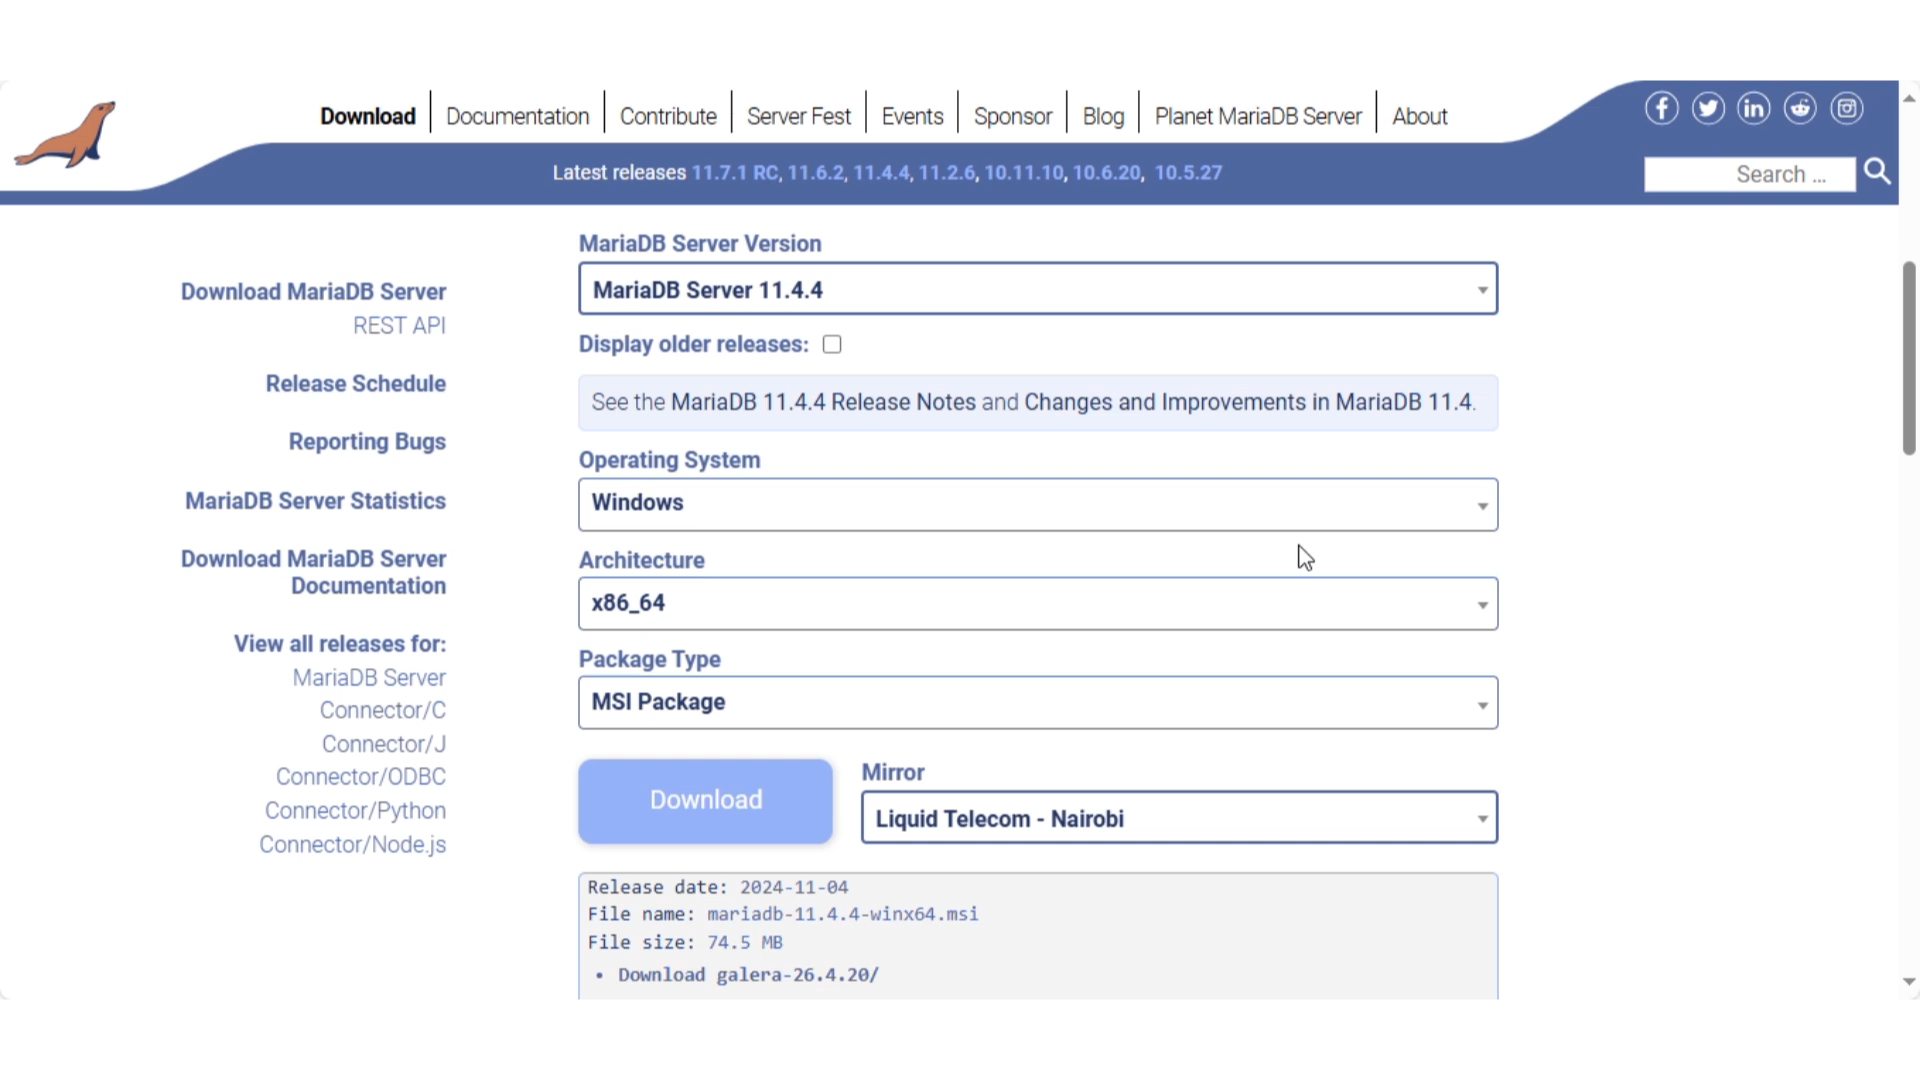 Download
Documentation
Contribute
Server Fest
Events
Sponsor
Blog
Planet MariaDB Server
About
Latest releases 11.7.1 RC, 11.6.2, 11.4.4, 11.2.6, 10.11.10, 10.6.20, 10.5.27
Search ...
Download MariaDB Server
REST API
Release Schedule
Reporting Bugs
MariaDB Server Statistics
Download MariaDB Server
Documentation
View all releases for:
MariaDB Server
Connector/C
Connector/J
Connector/ODBC
Connector/Python
Connector/Node.js
MariaDB Server Version
MariaDB Server 11.4.4
Display older releases:
See the MariaDB 11.4.4 Release Notes and Changes and Improvements in MariaDB 11.4.
Operating System
Windows
Architecture
x86_64
Package Type
MSI Package
Download
Mirror
Liquid Telecom - Nairobi
Release date: 2024-11-04
File name: mariadb-11.4.4-winx64.msi
File size: 74.5 MB
• Download galera-26.4.20/